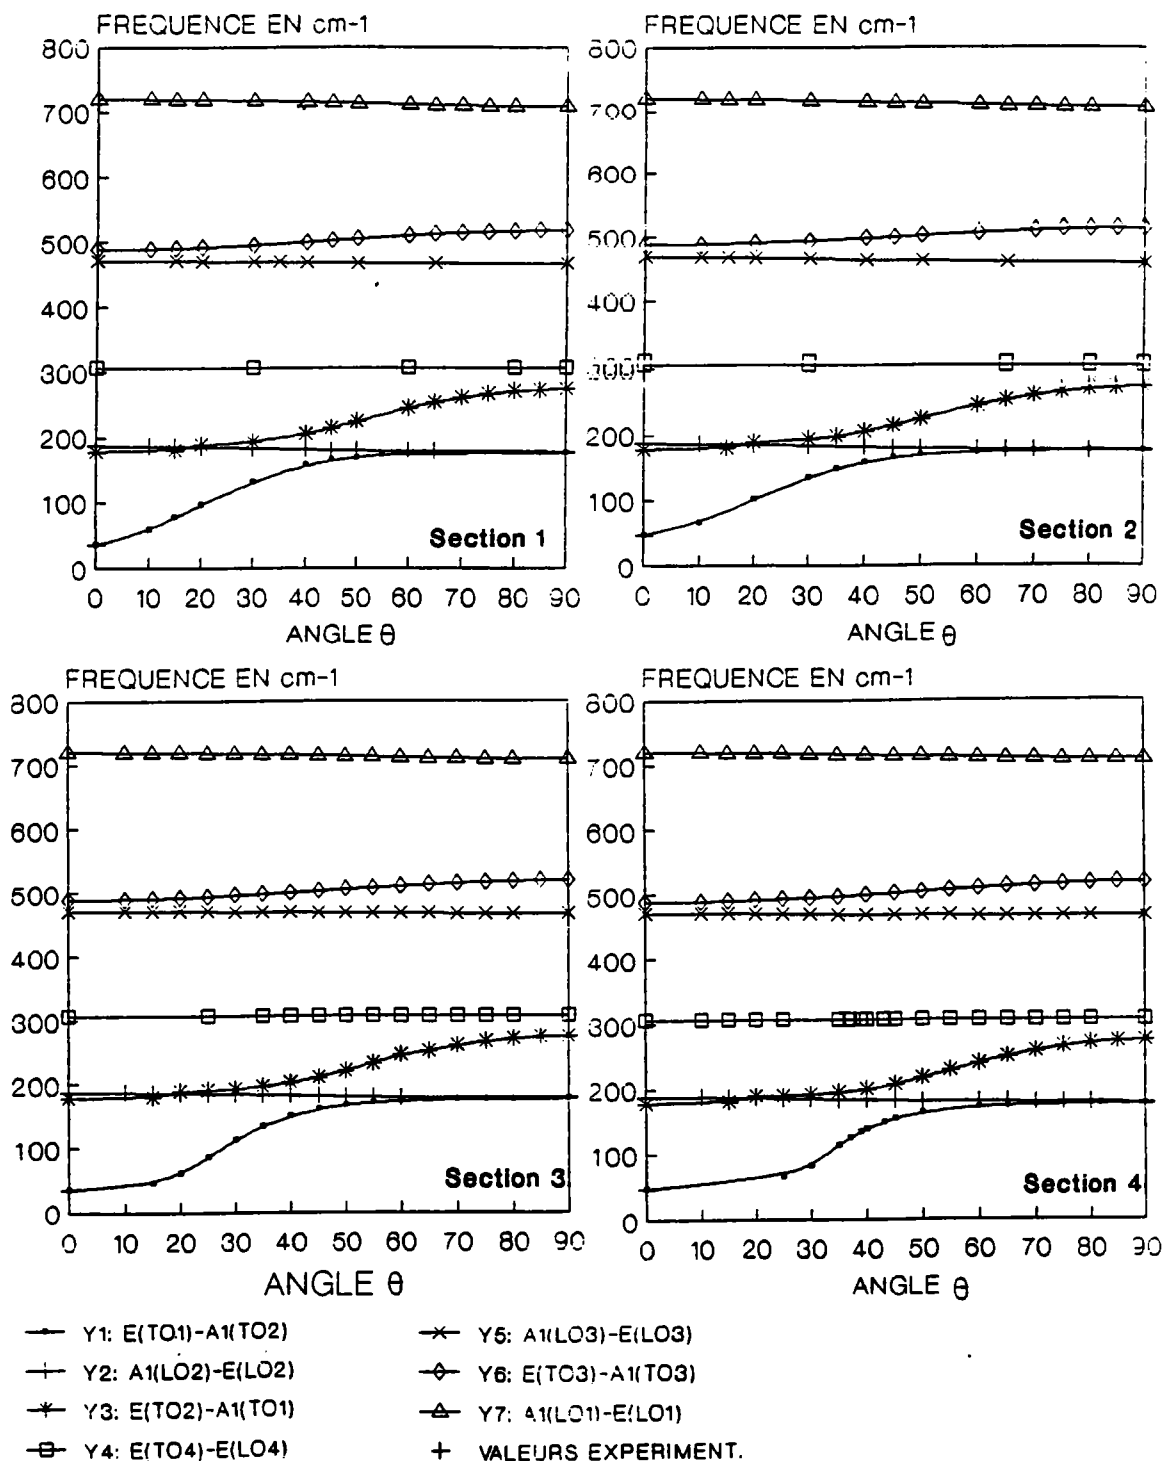 FREQUENCE EN cm-1
800
700
600
500
400
300
200
100
0
0 10 20 30 40 50 60 70 80 90
ANGLE θ
Section 1
FREQUENCE EN cm-1
800
700
600
500
400
300
200
100
0
0 10 20 30 40 50 60 70 80 90
ANGLE θ
Section 2
FREQUENCE EN cm-1
800
700
600
500
400
300
200
100
0
0 10 20 30 40 50 60 70 80 90
ANGLE θ
Section 3
FREQUENCE EN cm-1
800
700
600
500
400
300
200
100
0
0 10 20 30 40 50 60 70 80 90
ANGLE θ
Section 4
Y1: E(TO1)-A1(TO2)
Y2: A1(LO2)-E(LO2)
Y3: E(TO2)-A1(TO1)
Y4: E(TO4)-E(LO4)
Y5: A1(LO3)-E(LO3)
Y6: E(TO3)-A1(TO3)
Y7: A1(LO1)-E(LO1)
+ VALEURS EXPERIMENT.